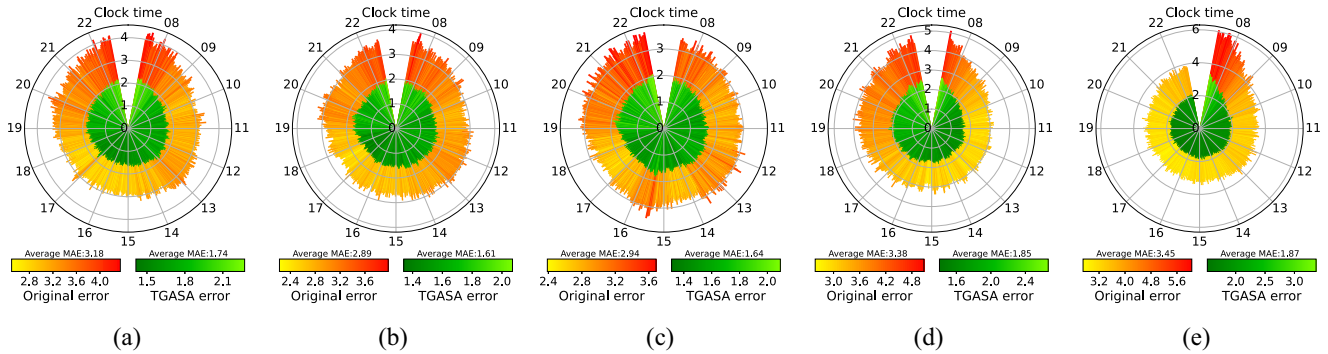 Clock time
22 08
21 09
20 10
19 11
18 12
17 13
16 14
15
4
3
2
1
0
Average MAE:3.18 Average MAE:1.74
2.8 3.2 3.6 4.0 1.5 1.8 2.1
Original error TGASA error
(a)
Clock time
22 08
21 09
20 10
19 11
18 12
17 13
16 14
15
4
3
2
1
0
Average MAE:2.89 Average MAE:1.61
2.4 2.8 3.2 3.6 1.4 1.6 1.8 2.0
Original error TGASA error
(b)
Clock time
22 08
21 09
20 10
19 11
18 12
17 13
16 14
15
3
2
1
0
Average MAE:2.94 Average MAE:1.64
2.4 2.8 3.2 3.6 1.4 1.6 1.8 2.0
Original error TGASA error
(c)
Clock time
22 08
21 09
20 10
19 11
18 12
17 13
16 14
15
5
4
3
2
1
0
Average MAE:3.38 Average MAE:1.85
3.0 3.6 4.2 4.8 1.6 2.0 2.4
Original error TGASA error
(d)
Clock time
22 08
21 09
20 10
19 11
18 12
17 13
16 14
15
6
4
2
0
Average MAE:3.45 Average MAE:1.87
3.2 4.0 4.8 5.6 2.0 2.5 3.0
Original error TGASA error
(e)